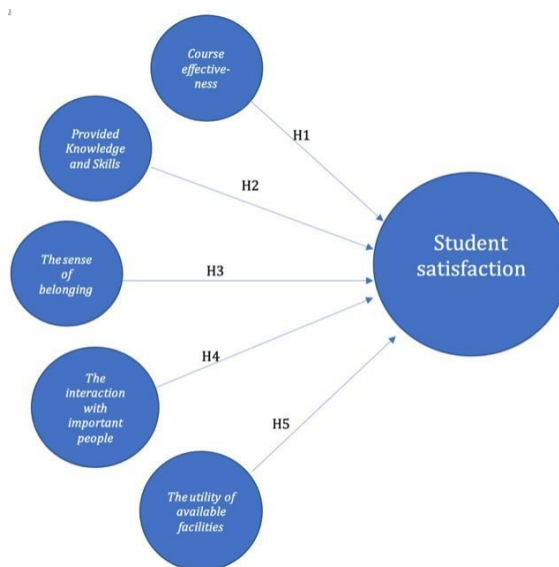 Course
effective-
ness
H1
Provided
Knowledge
and Skills
H2
The sense
of
belonging
H3
Student
satisfaction
The
interaction
with
important
people
H4
The utility of
available
facilities
H5